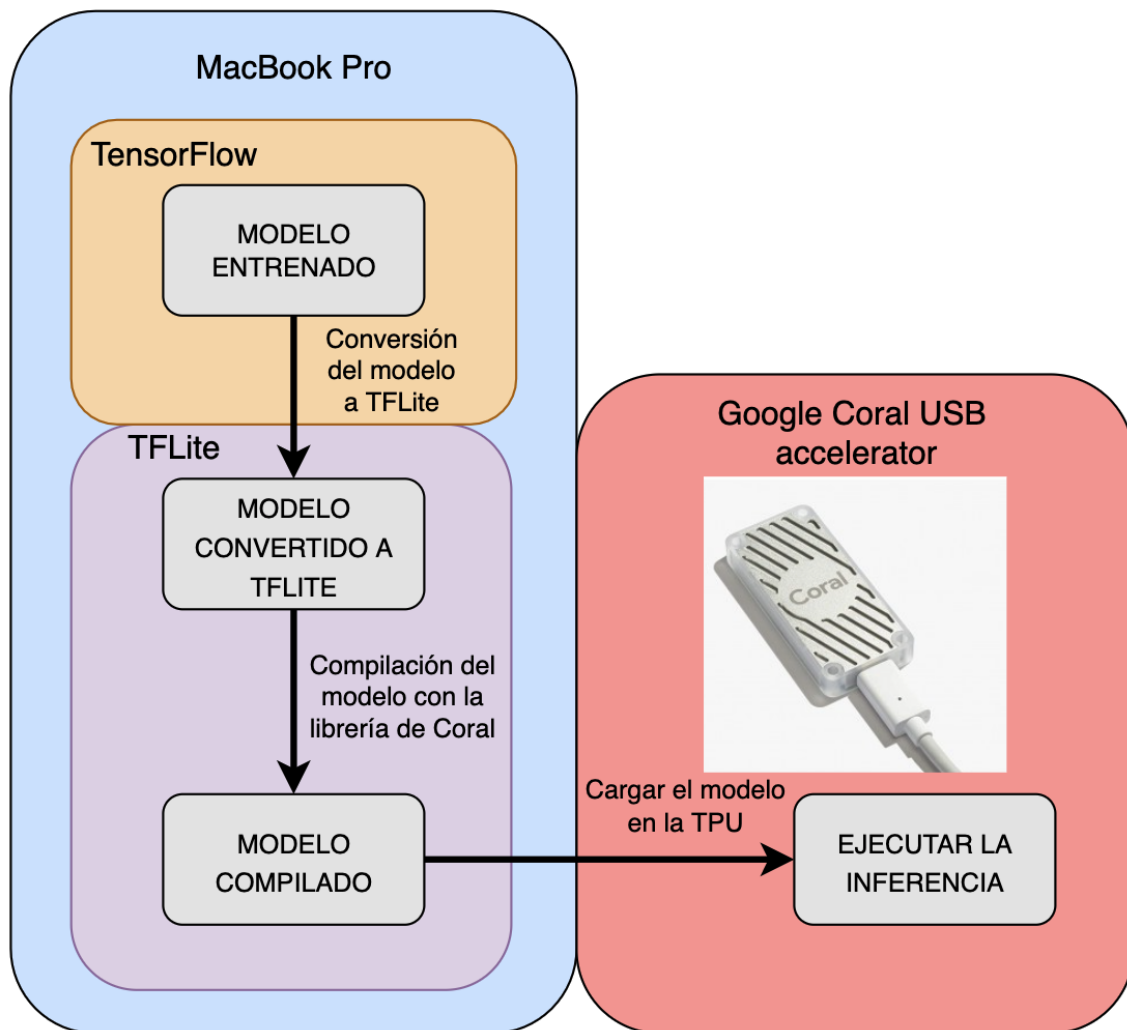 MacBook Pro
TensorFlow
MODELO
ENTRENADO
Conversión
del modelo
a TFLite
TFLite
MODELO
CONVERTIDO A
TFLITE
Compilación del
modelo con la
librería de Coral
MODELO
COMPILADO
Google Coral USB
accelerator
Coral
Cargar el modelo
en la TPU
EJECUTAR LA
INFERENCIA